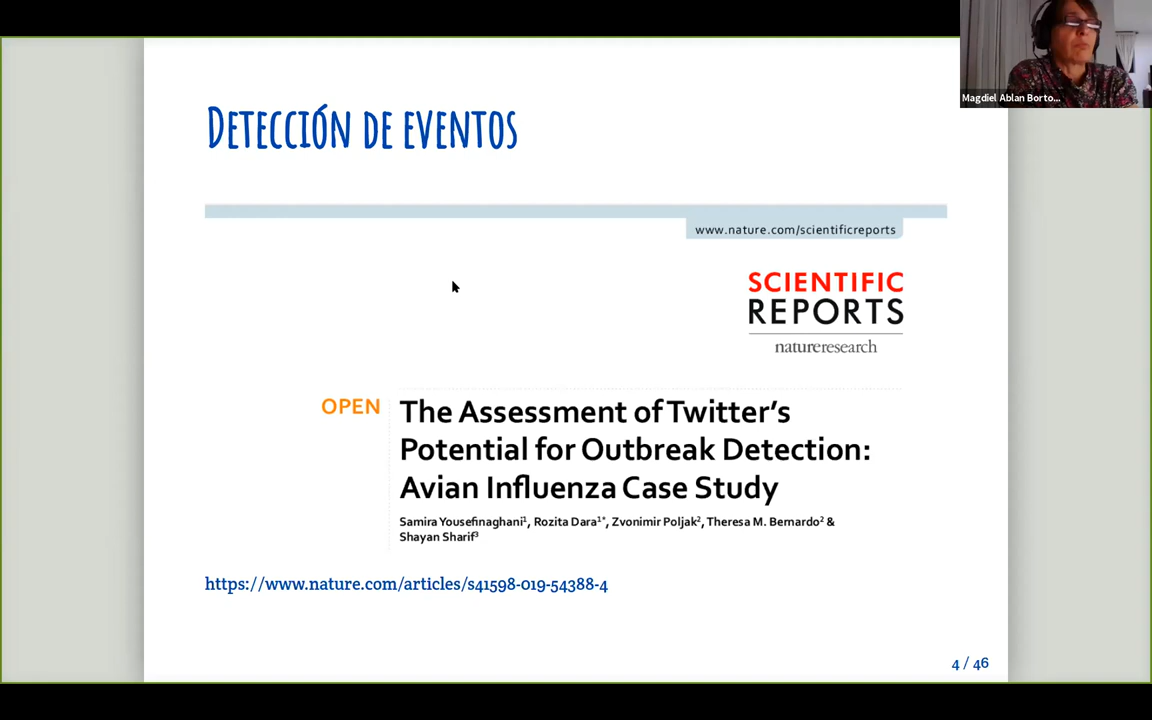 Magdiel Ablan Borto...
Detección de eventos
www.nature.com/scientificreports
SCIENTIFIC
REPORTS
natureresearch
OPEN
The Assessment of Twitter's
Potential for Outbreak Detection:
Avian Influenza Case Study
Samira Yousefinaghani¹, Rozita Dara¹*, Zvonimir Poljak², Theresa M. Bernardo² &
Shayan Sharif³
https://www.nature.com/articles/s41598-019-54388-4
4 / 46